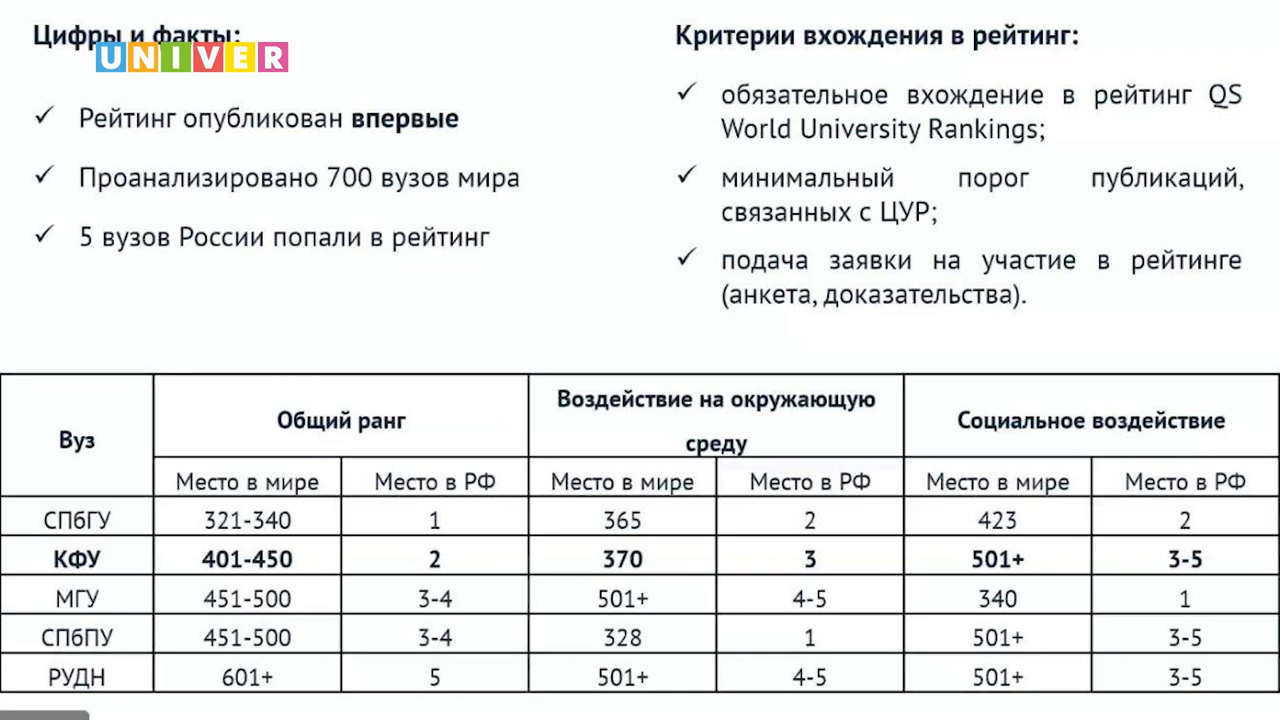 Цифры и факты:
UNIVER
Рейтинг опубликован впервые
Проанализировано 700 вузов мира
5 вузов России попали в рейтинг
Критерии вхождения в рейтинг:
обязательное вхождение в рейтинг QS
World University Rankings;
минимальный порог публикаций,
связанных с ЦУР;
подача заявки на участие в рейтинге
(анкета, доказательства).
Вуз Общий ранг Воздействие на окружающую
среду Социальное воздействие
Место в мире Место в РФ Место в мире Место в РФ Место в мире Место в РФ
СПбГУ 321-340 1 365 2 423 2
КФУ 401-450 2 370 3 501+ 3-5
МГУ 451-500 3-4 501+ 4-5 340 1
СПбПУ 451-500 3-4 328 1 501+ 3-5
РУДН 601+ 5 501+ 4-5 501+ 3-5